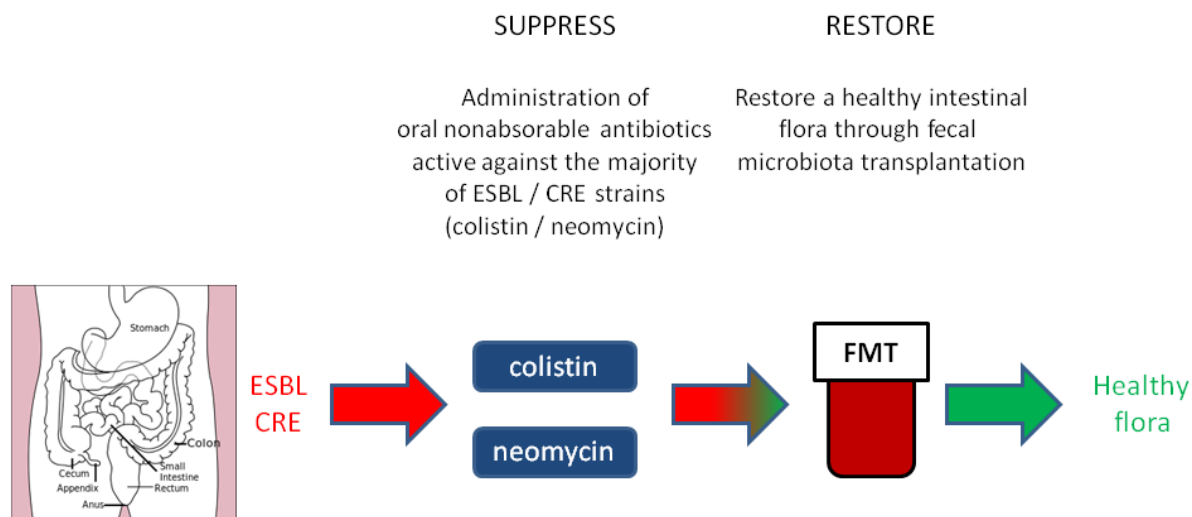 SUPPRESS
Administration of
oral nonabsorable antibiotics
active against the majority
of ESBL / CRE strains
(colistin / neomycin)
RESTORE
Restore a healthy intestinal
flora through fecal
microbiota transplantation
Stomach
Colon
Cecum
Appendix
Small
Intestine
Rectum
Anus
ESBL
CRE
colistin
neomycin
FMT
Healthy
flora